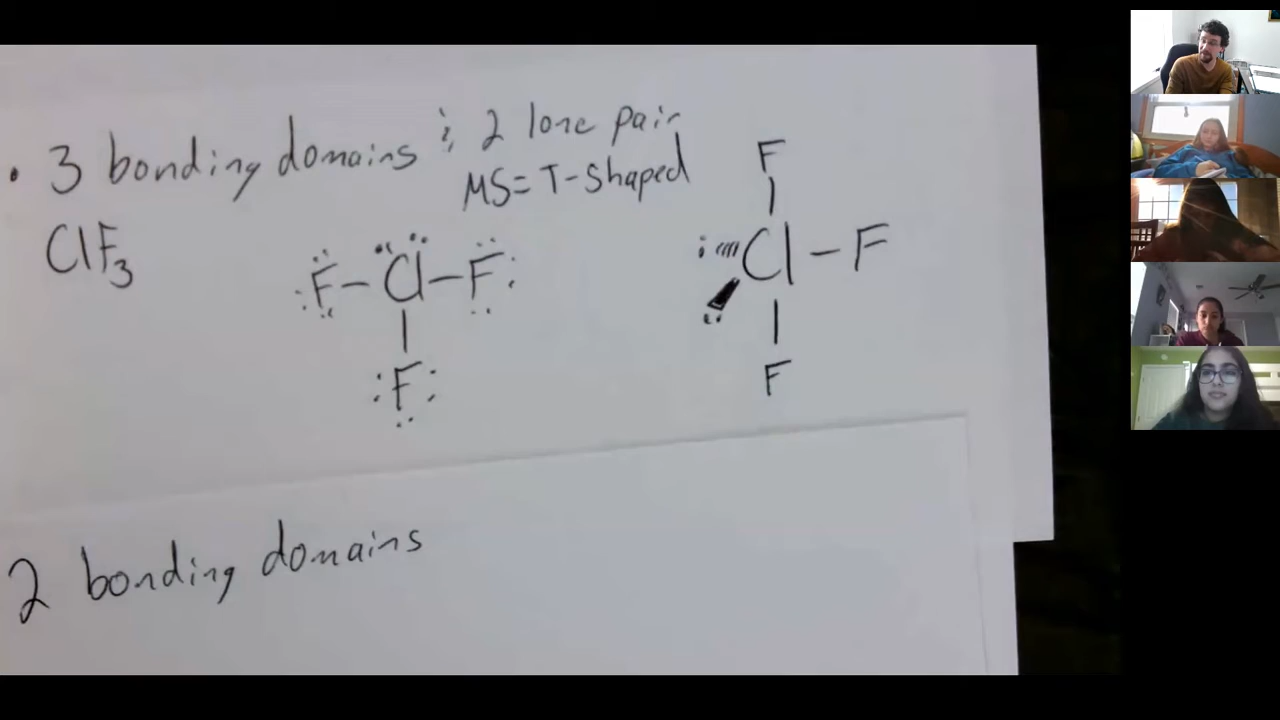 • 3 bonding domains & 2 lone pair
MS = T-shaped
ClF3
F
:F-Cl-F:
Cl-F
:F:
F
2 bonding domains